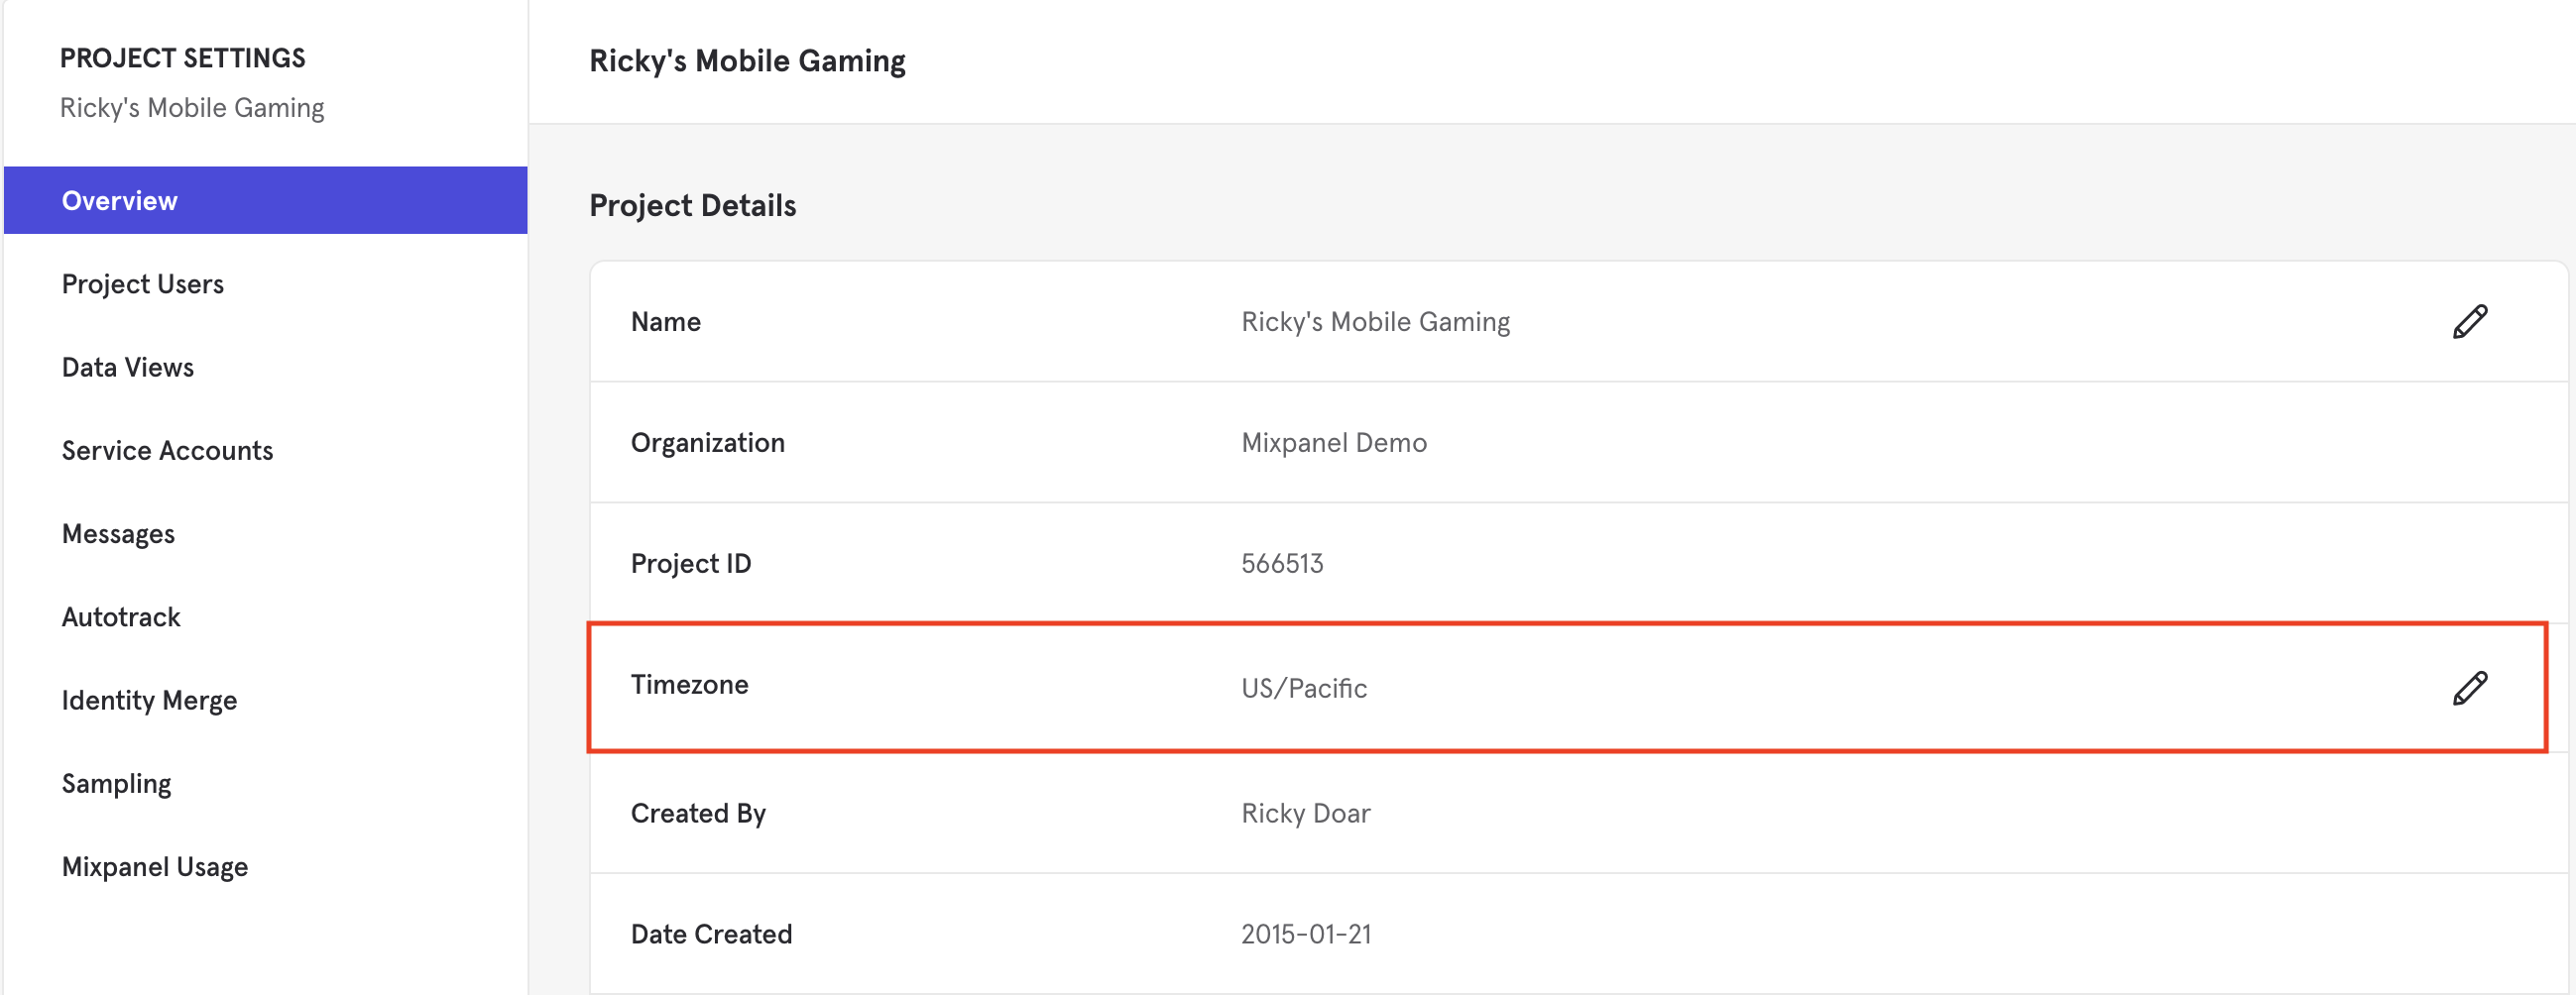 PROJECT SETTINGS
Ricky's Mobile Gaming
Overview
Project Users
Data Views
Service Accounts
Messages
Autotrack
Identity Merge
Sampling
Mixpanel Usage
Ricky's Mobile Gaming
Project Details
Name Ricky's Mobile Gaming
Organization Mixpanel Demo
Project ID 566513
Timezone US/Pacific
Created By Ricky Doar
Date Created 2015-01-21